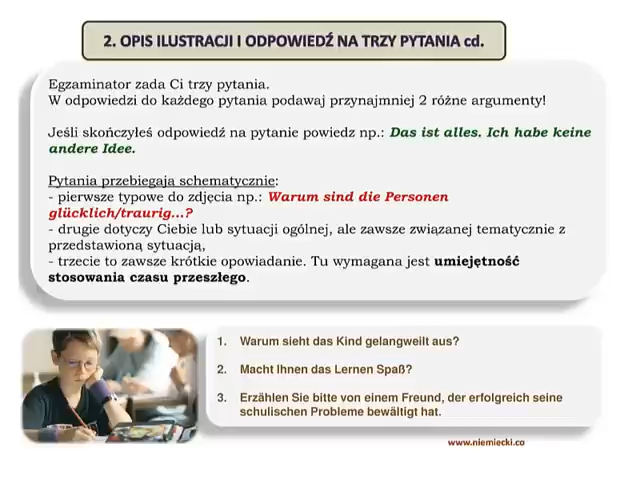 2. OPIS ILUSTRACJI I ODPOWIEDŹ NA TRZY PYTANIA cd.
Egzaminator zada Ci trzy pytania.
W odpowiedzi do każdego pytania podawaj przynajmniej 2 różne argumenty!
Jeśli skończyłeś odpowiedź na pytanie powiedz np.: Das ist alles. Ich habe keine
andere Idee.
Pytania przebiegają schematycznie:
- pierwsze typowe do zdjęcia np.: Warum sind die Personen
glücklich/traurig...?
- drugie dotyczy Ciebie lub sytuacji ogólnej, ale zawsze związanej tematycznie z
przedstawioną sytuacją,
- trzecie to zawsze krótkie opowiadanie. Tu wymagana jest umiejętność
stosowania czasu przeszłego.
1. Warum sieht das Kind gelangweilt aus?
2. Macht Ihnen das Lernen Spaß?
3. Erzählen Sie bitte von einem Freund, der erfolgreich seine
schulischen Probleme bewältigt hat.
www.niemiecki.co